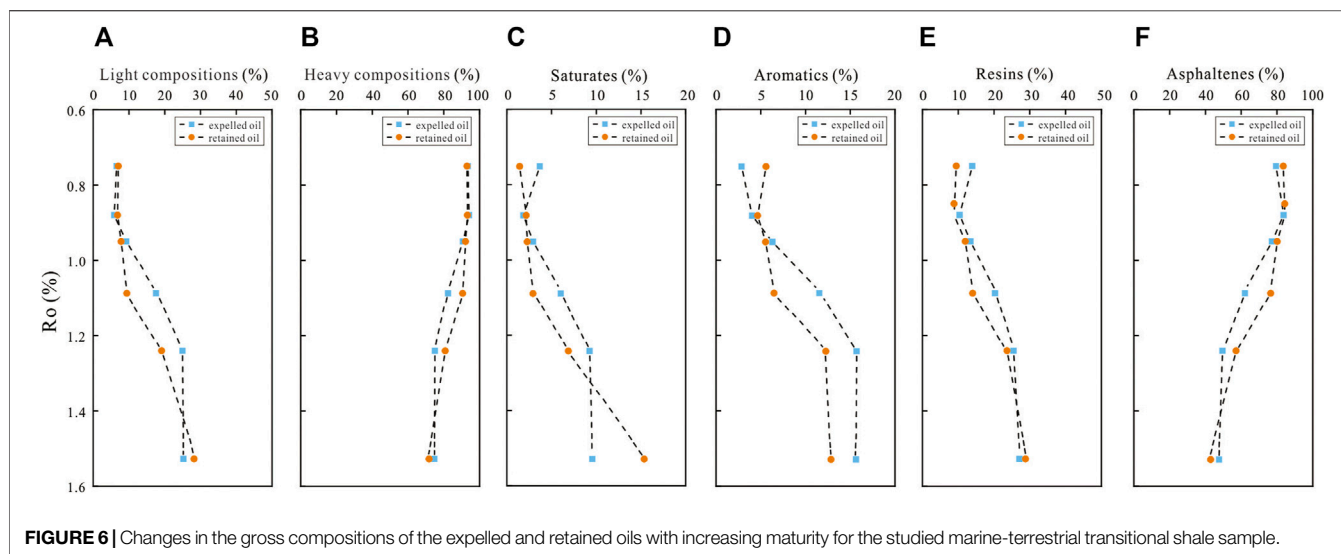 A B C D E F
Light compositions (%) Heavy compositions (%) Saturates (%) Aromatics (%) Resins (%) Asphaltenes (%)
0 10 20 30 40 50 0 20 40 60 80 100 0 5 10 15 20 0 5 10 15 20 0 10 20 30 40 50 0 20 40 60 80 100
0.6
expelled oil expelled oil expelled oil expelled oil expelled oil expelled oil
retained oil retained oil retained oil retained oil retained oil retained oil
0.8
1.0
Ro (%)
1.2
1.4
1.6
FIGURE 6 | Changes in the gross compositions of the expelled and retained oils with increasing maturity for the studied marine-terrestrial transitional shale sample.